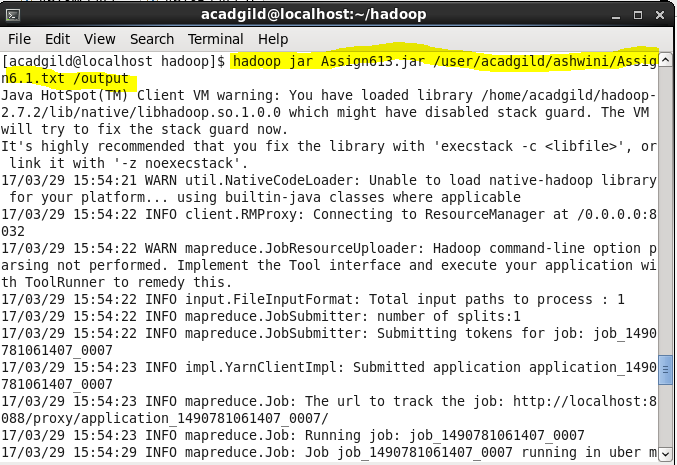 acadgild@localhost:~/hadoop
File Edit View Search Terminal Help
[acadgild@localhost hadoop]$ hadoop jar Assign613.jar /user/acadgild/ashwini/Assig
n6.1.txt /output
Java HotSpot(TM) Client VM warning: You have loaded library /home/acadgild/hadoop-
2.7.2/lib/native/libhadoop.so.1.0.0 which might have disabled stack guard. The VM
will try to fix the stack guard now.
It's highly recommended that you fix the library with 'execstack -c <libfile>', or
link it with '-z noexecstack'.
17/03/29 15:54:21 WARN util.NativeCodeLoader: Unable to load native-hadoop library
for your platform... using builtin-java classes where applicable
17/03/29 15:54:22 INFO client.RMProxy: Connecting to ResourceManager at /0.0.0.0:8
032
17/03/29 15:54:22 WARN mapreduce.JobResourceUploader: Hadoop command-line option p
arsing not performed. Implement the Tool interface and execute your application wi
th ToolRunner to remedy this.
17/03/29 15:54:22 INFO input.FileInputFormat: Total input paths to process : 1
17/03/29 15:54:22 INFO mapreduce.JobSubmitter: number of splits:1
17/03/29 15:54:22 INFO mapreduce.JobSubmitter: Submitting tokens for job: job_1490
781061407_0007
17/03/29 15:54:23 INFO impl.YarnClientImpl: Submitted application application_1490
781061407_0007
17/03/29 15:54:23 INFO mapreduce.Job: The url to track the job: http://localhost:8
088/proxy/application_1490781061407_0007/
17/03/29 15:54:23 INFO mapreduce.Job: Running job: job_1490781061407_0007
17/03/29 15:54:29 INFO mapreduce.Job: Job job_1490781061407_0007 running in uber m